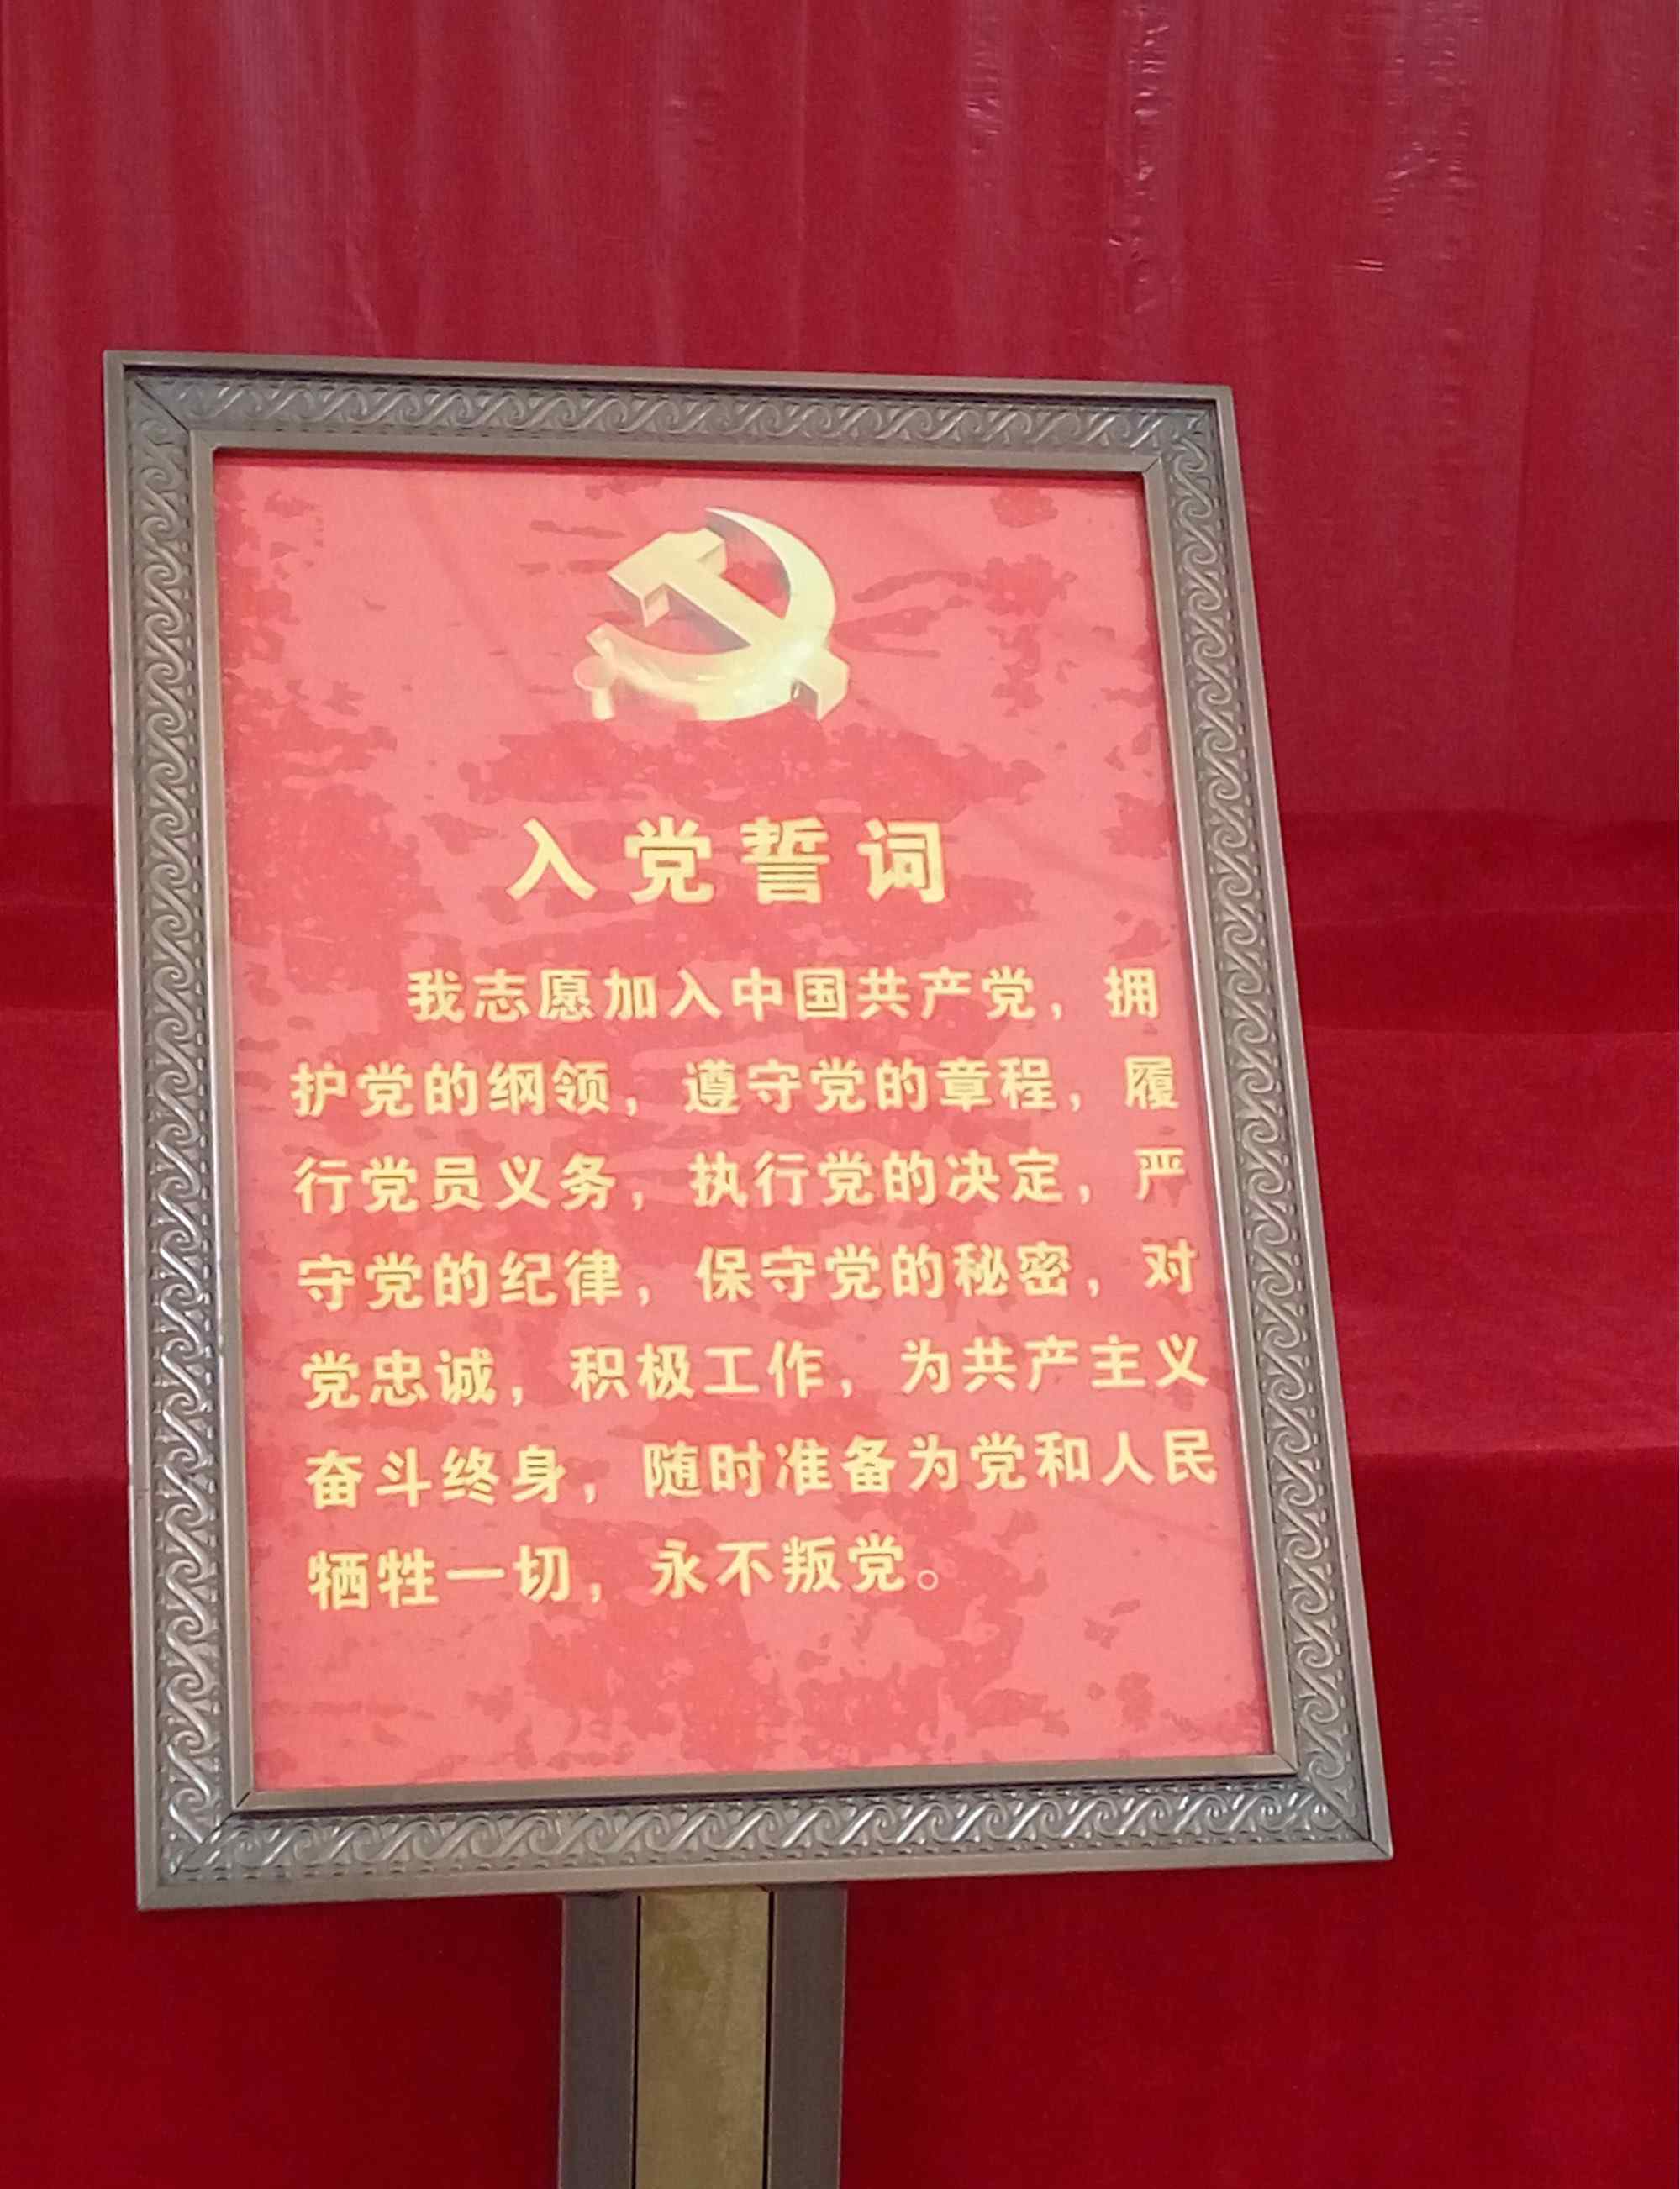 入党誓词
我志愿加入中国共产党，拥
护党的纲领，遵守党的章程，履
行党员义务，执行党的决定，严
守党的纪律，保守党的秘密，对
党忠诚，积极工作，为共产主义
奋斗终身，随时准备为党和人民
牺牲一切，永不叛党。